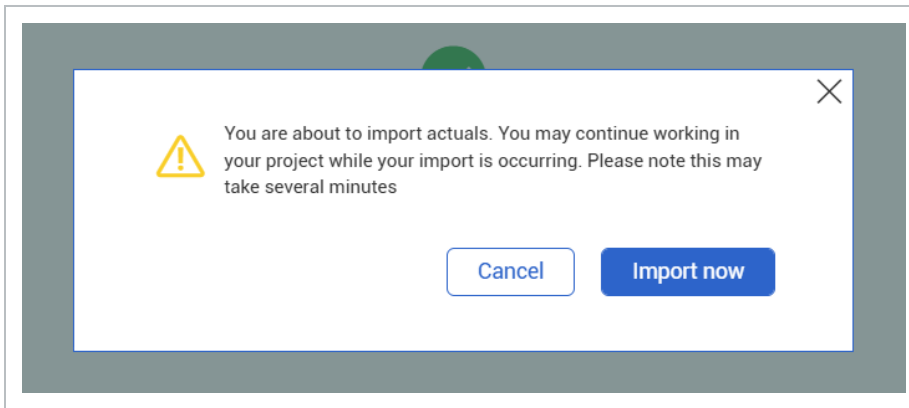 You are about to import actuals. You may continue working in
your project while your import is occurring. Please note this may
take several minutes
Cancel
Import now